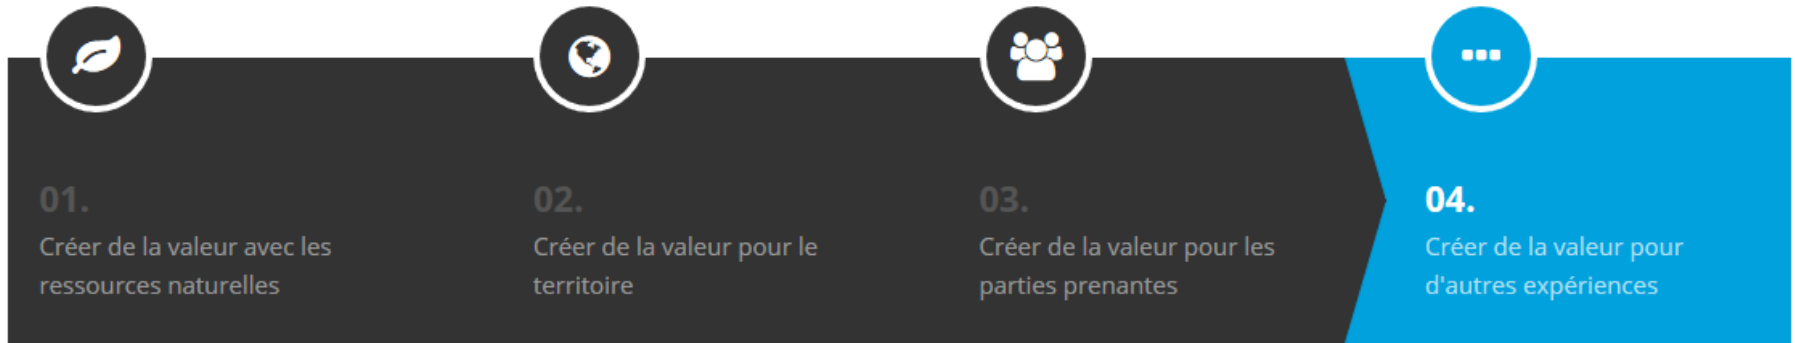 01.
Créer de la valeur avec les
ressources naturelles
02.
Créer de la valeur pour le
territoire
03.
Créer de la valeur pour les
parties prenantes
04.
Créer de la valeur pour
d'autres expériences